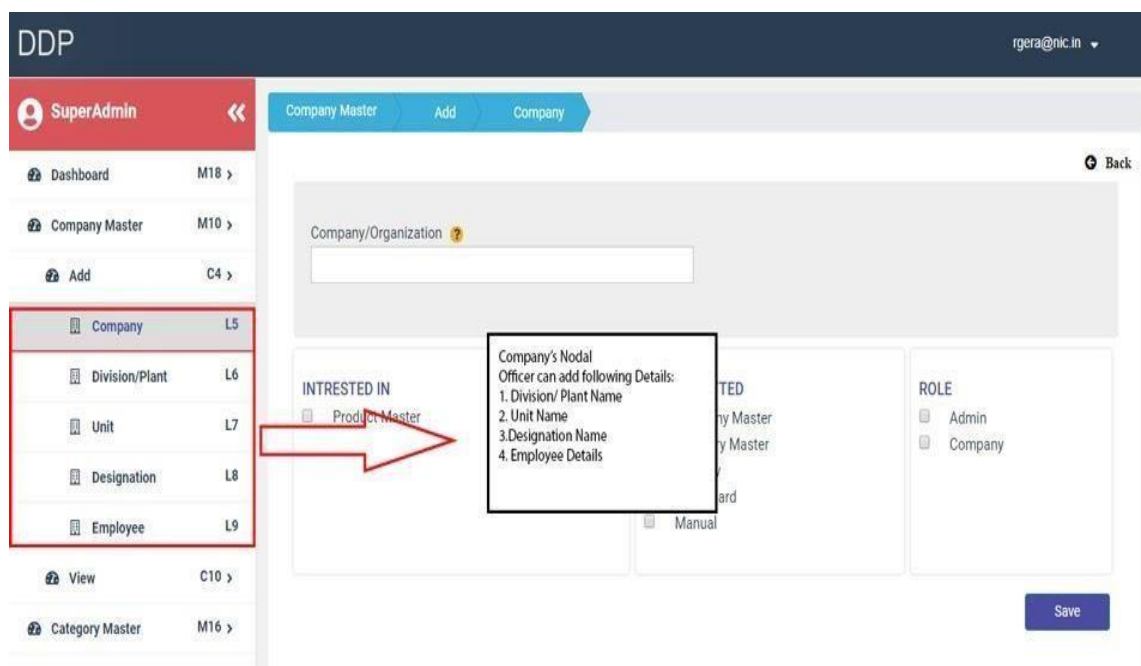 DDP
rgera@nic.in
SuperAdmin
Company Master Add Company
Back
Dashboard M18
Company Master M10
Add C4
Company L5
Division/Plant L6
Unit L7
Designation L8
Employee L9
View C10
Category Master M16
Company/Organization ?
INTRESTED IN
Product Master
Company's Nodal
Officer can add following Details:
1. Division/ Plant Name
2. Unit Name
3.Designation Name
4. Employee Details
TED
ny Master
ry Master
ard
Manual
ROLE
Admin
Company
Save